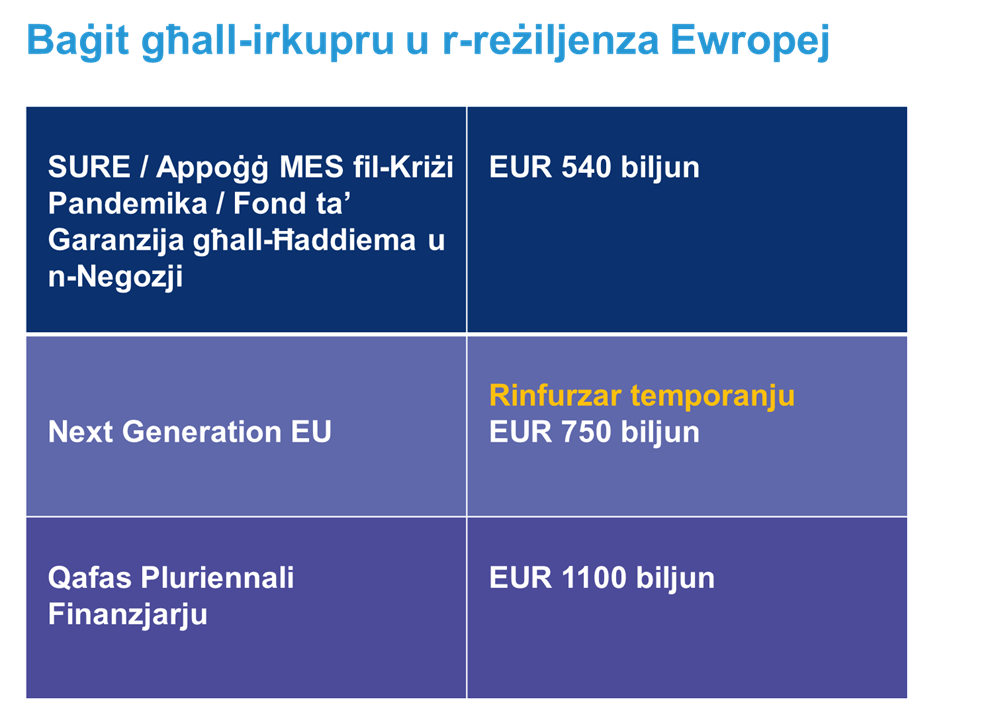 Baġit għall-irkupru u r-reżiljenza Ewropej
SURE / Appoġġ MES fil-Kriżi
Pandemika / Fond ta’
Garanzija għall-Ħaddiema u
n-Negozji
EUR 540 biljun
Next Generation EU
Rinfurzar temporanju
EUR 750 biljun
Qafas Pluriennali
Finanzjarju
EUR 1100 biljun